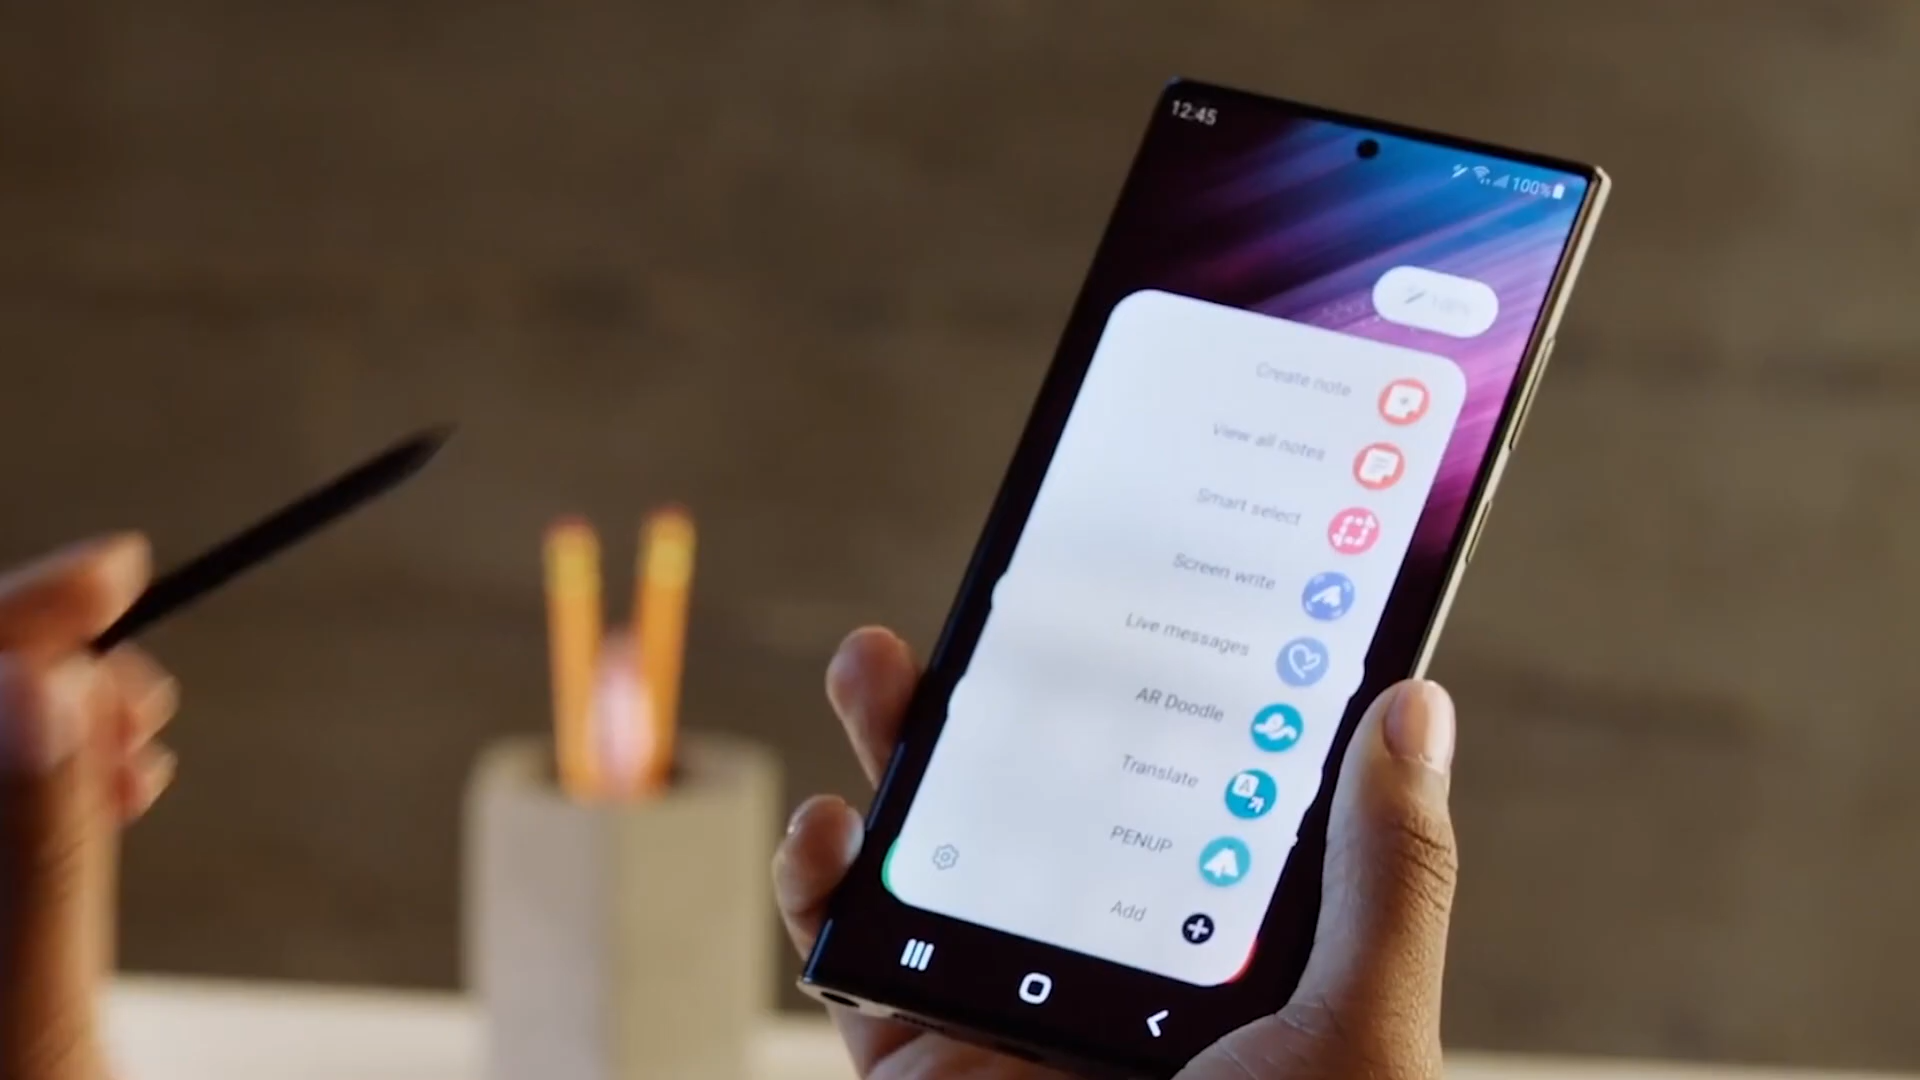 12:45
100%
Create note
View all notes
Smart select
Screen write
Live messages
AR Doodle
Translate
PENUP
Add